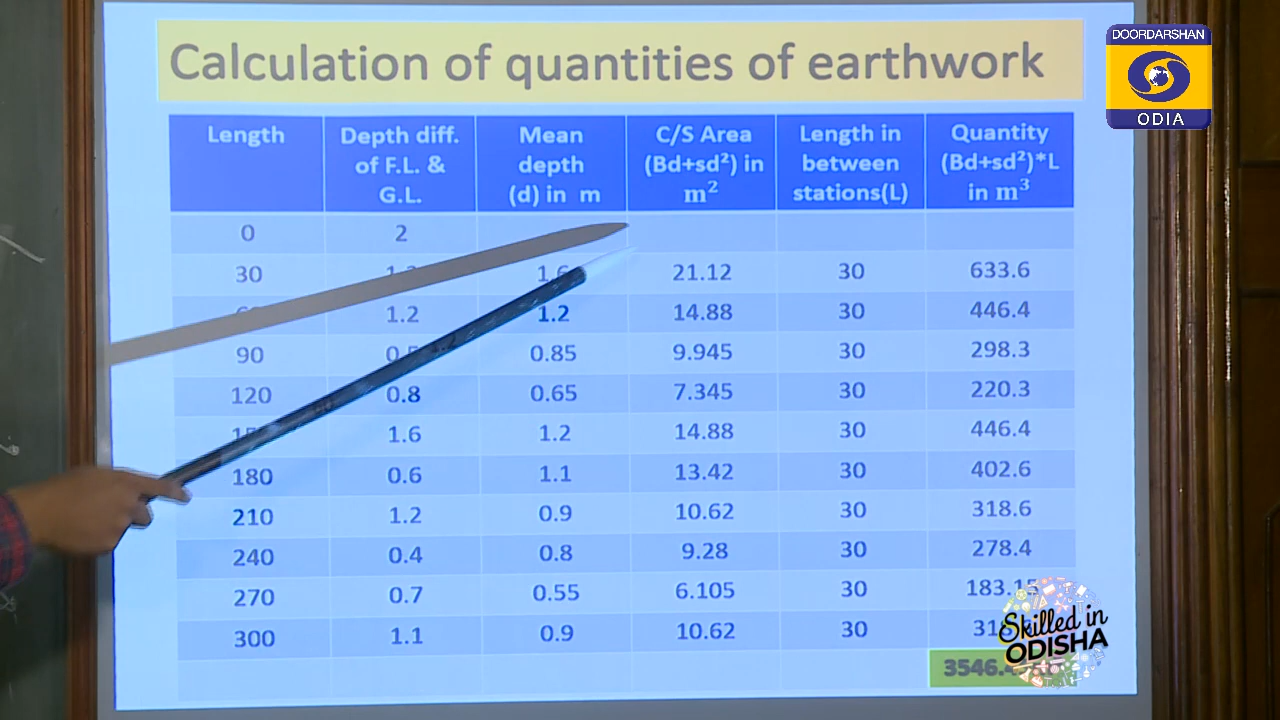 Calculation of quantities of earthwork
DOORDARSHAN
ODIA
Length Depth diff. of F.L. & G.L. Mean depth (d) in m C/S Area (Bd+sd²) in m² Length in between stations(L) Quantity (Bd+sd²)*L in m³
0 2
30 21.12 30 633.6
1.2 1.2 14.88 30 446.4
90 0.85 9.945 30 298.3
120 0.8 0.65 7.345 30 220.3
1.6 1.2 14.88 30 446.4
180 0.6 1.1 13.42 30 402.6
210 1.2 0.9 10.62 30 318.6
240 0.4 0.8 9.28 30 278.4
270 0.7 0.55 6.105 30 183.15
300 1.1 0.9 10.62 30
Skilled in
ODISHA